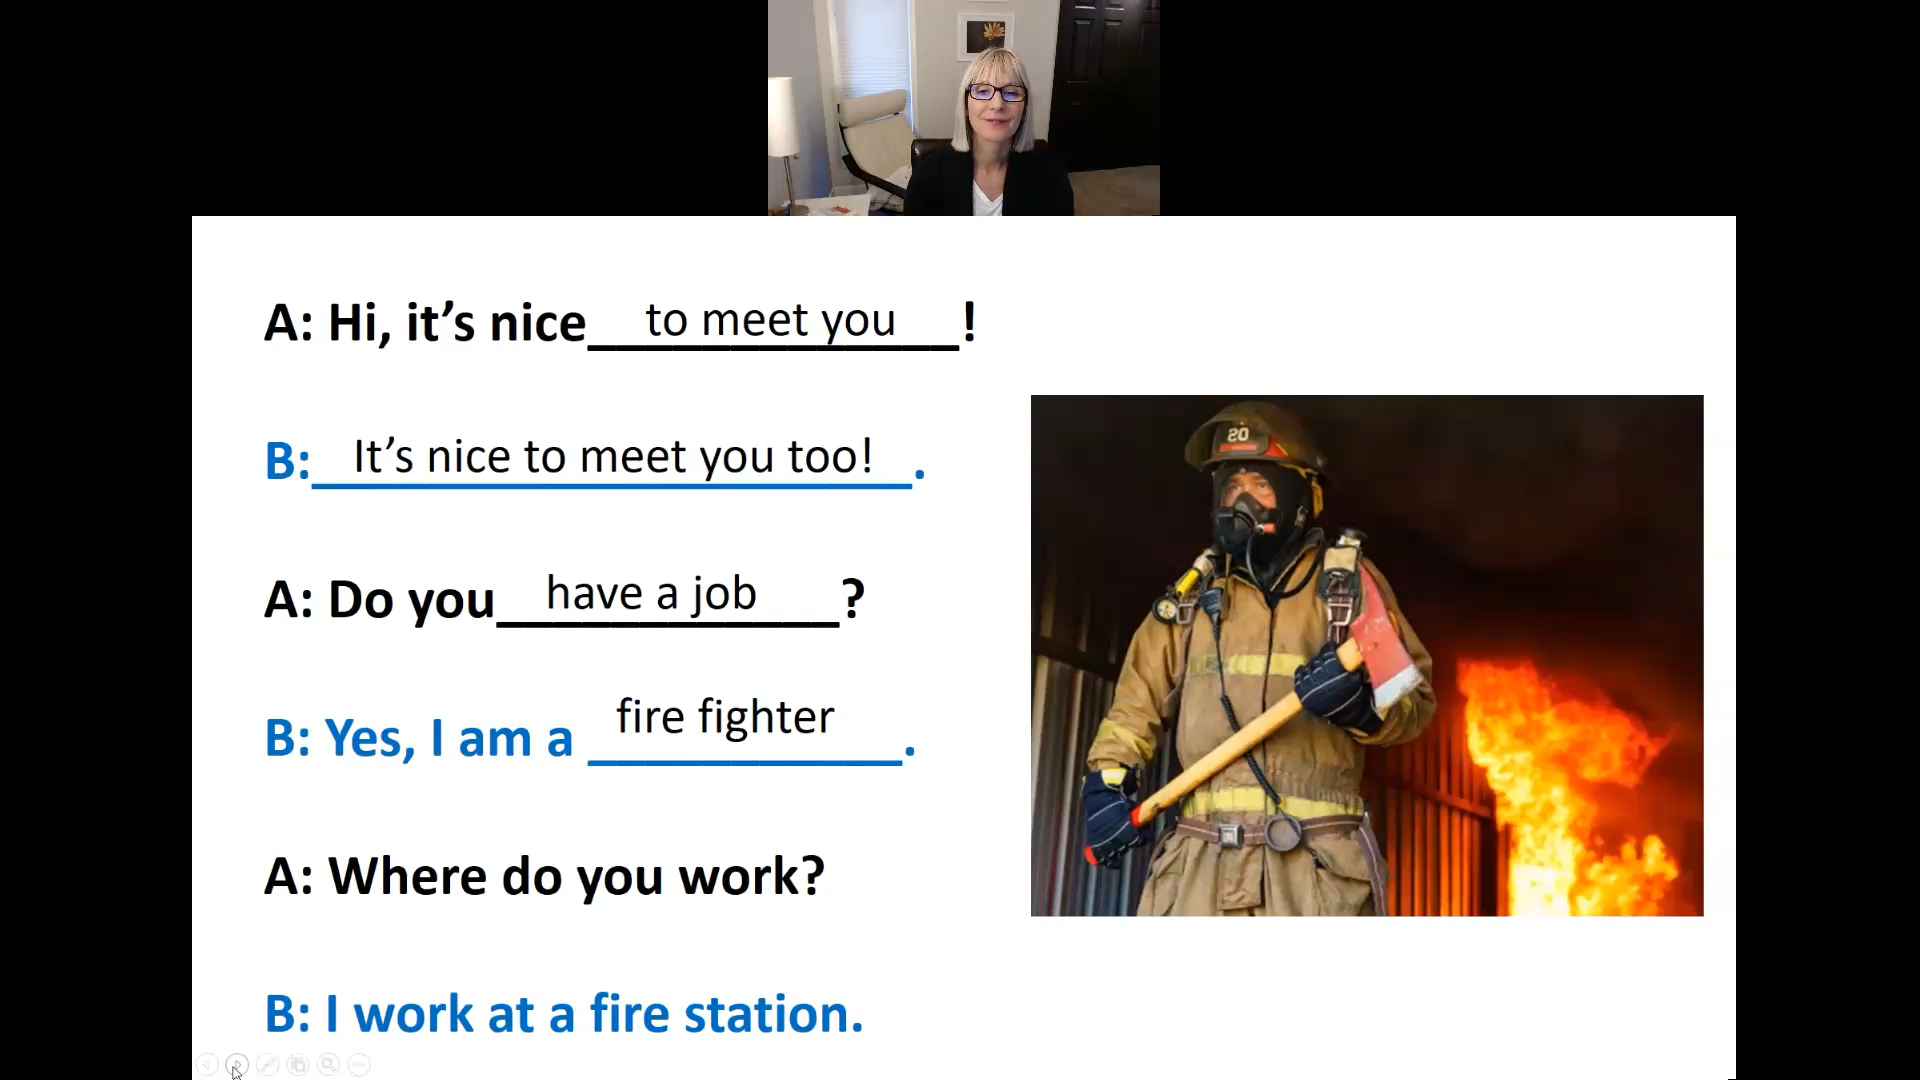 A: Hi, it's nice to meet you!
B: It's nice to meet you too!.
A: Do you have a job?
B: Yes, I am a fire fighter.
A: Where do you work?
B: I work at a fire station.
20